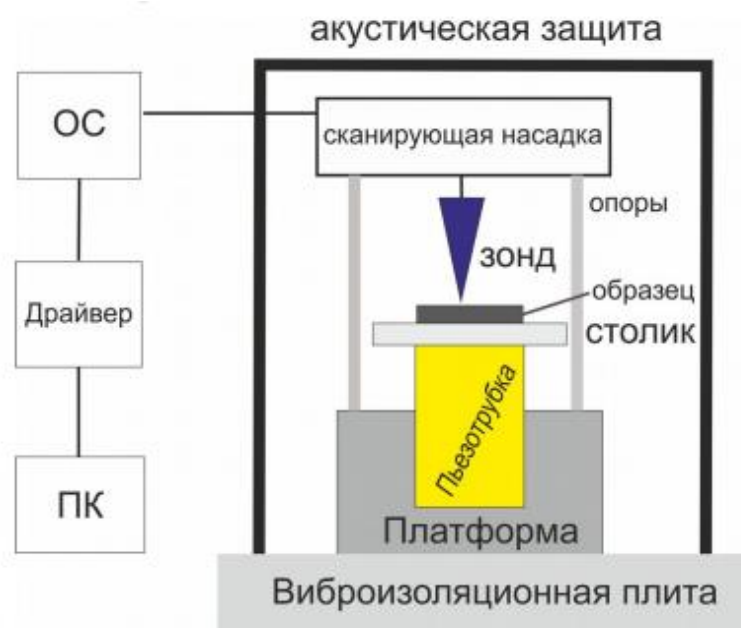 акустическая защита
ОС
сканирующая насадка
опоры
зонд
образец
столик
Драйвер
Пьезотрубка
ПК
Платформа
Виброизоляционная плита